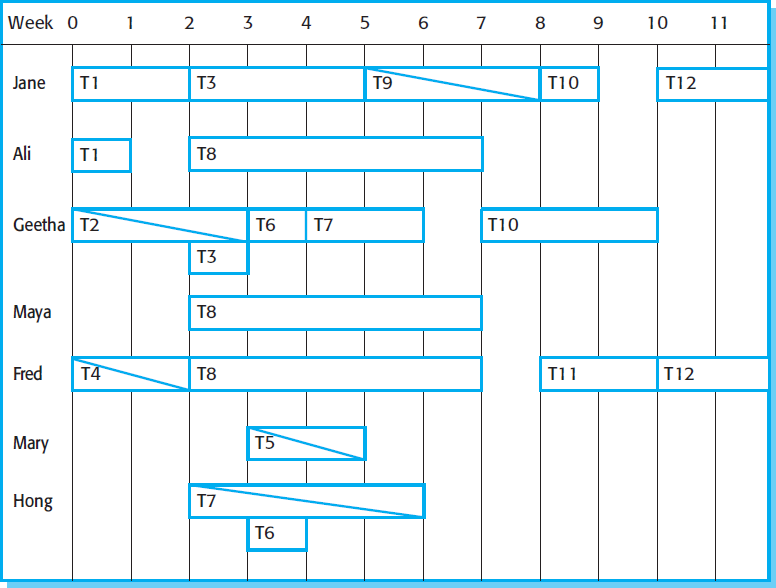 Week 0 1 2 3 4 5 6 7 8 9 10 11
Jane T1 T3 T9 T10 T12
Ali T1 T8
Geetha T2 T6 T7 T10
T3
Maya T8
Fred T4 T8 T11 T12
Mary T5
Hong T7
T6